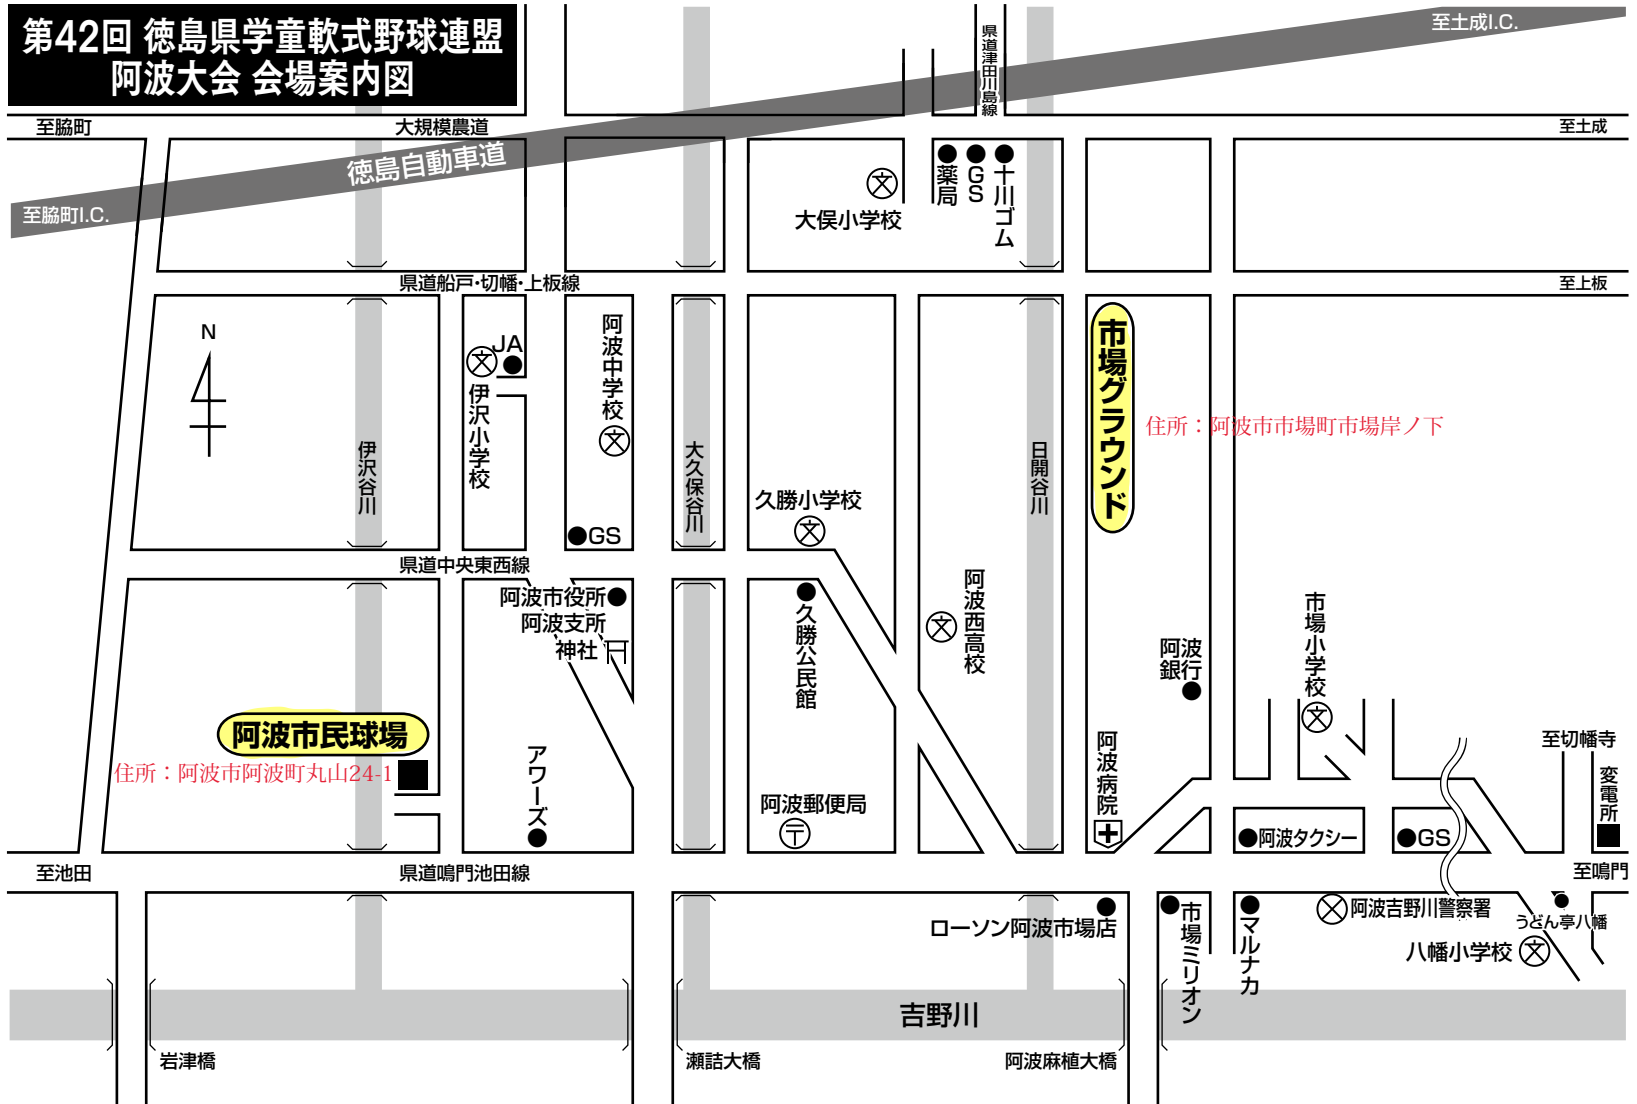 第42回 徳島県学童軟式野球連盟
阿波大会 会場案内図
至土成I.C.
県道津田川島線
至脇町
大規模農道
至土成
徳島自動車道
至脇町I.C.
大俣小学校
薬局
GS
十川ゴム
県道船戸・切幡・上板線
至上板
N
JA
伊沢小学校
阿波中学校
市場グラウンド
住所：阿波市市場町市場岸ノ下
伊沢谷川
大久保谷川
日開谷川
久勝小学校
GS
県道中央東西線
阿波市役所
阿波支所
神社
久勝公民館
阿波西高校
阿波
銀行
市場小学校
阿波市民球場
住所：阿波市阿波町丸山24-1
アワーズ
阿波郵便局
阿波病院
至切幡寺
変電所
阿波タクシー
GS
至池田
県道鳴門池田線
至鳴門
ローソン阿波市場店
市場ミリオン
マルナカ
阿波吉野川警察署
うどん亭八幡
八幡小学校
吉野川
岩津橋
瀬詰大橋
阿波麻植大橋